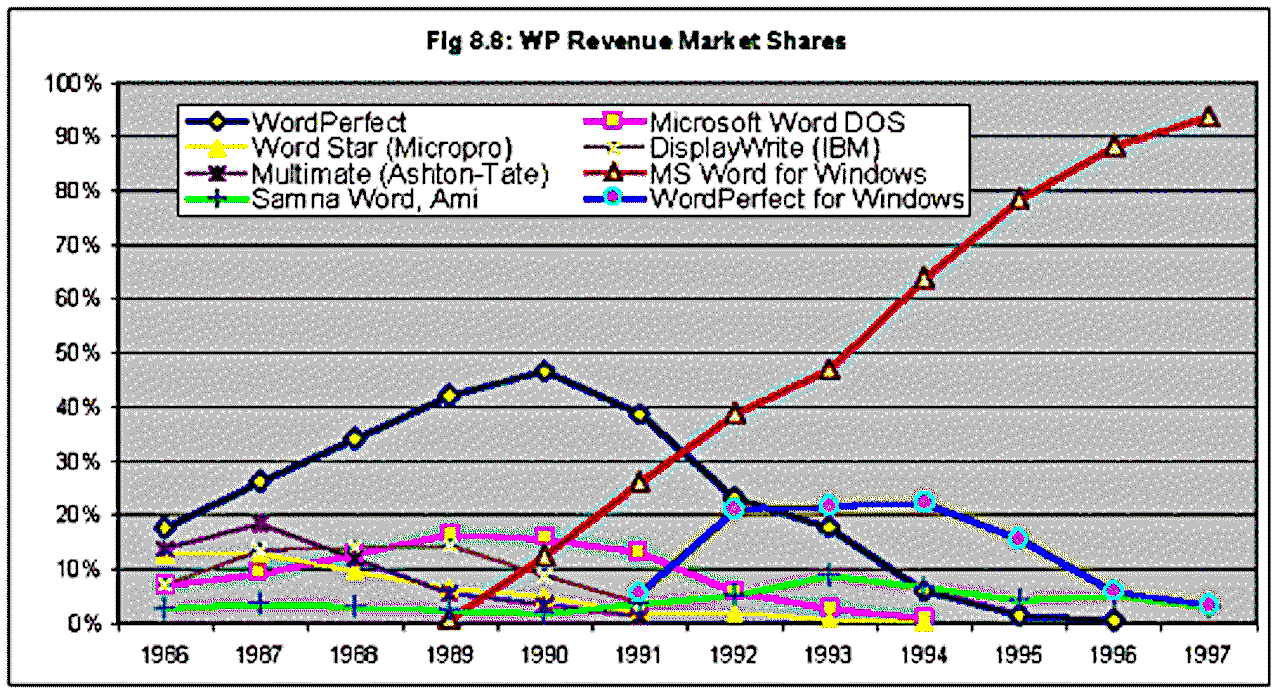 Fig 8.8: WP Revenue Market Shares
100%
90%
80%
70%
60%
50%
40%
30%
20%
10%
0%
WordPerfect
Microsoft Word DOS
Word Star (Micropro)
DisplayWrite (IBM)
Multimate (Ashton-Tate)
MS Word for Windows
Samna Word, Ami
WordPerfect for Windows
1986 1987 1988 1989 1990 1991 1992 1993 1994 1995 1996 1997